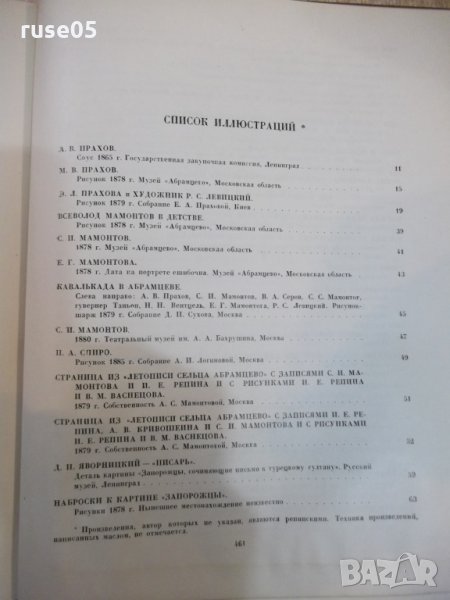 ruse05
СПИСОК ИЛЛЮСТРАЦИЙ *
А. В. ПРАХОВ.
Соус 1865 г. Государственная закупочная комиссия, Ленинград 11
М. В. ПРАХОВ.
Рисунок 1878 г. Музей «Абрамцево», Московская область 15
Э. Л. ПРАХОВА и ХУДОЖНИК Р. С. ЛЕВИЦКИЙ.
Рисунок 1879 г. Собрание Е. А. Праховой, Киев 19
ВСЕВОЛОД МАМОНТОВ В ДЕТСТВЕ.
Рисунок 1878 г. Музей «Абрамцево», Московская область 39
С. И. МАМОНТОВ.
1878 г. Музей «Абрамцево», Московская область 41
Е. Г. МАМОНТОВА.
1878 г. Дата на портрете ошибочна. Музей «Абрамцево», Московская область 43
КАВАЛЬКАДА В АБРАМЦЕВЕ.
Слева направо: А. В. Прахов, С. И. Мамонтов, В. А. Серов, С. С. Мамонтов,
гувернер Таньон, Н. Н. Вентцель, Е. Г. Мамонтова, Р. С. Левицкий. Рисунок-
шарж 1879 г. Собрание Д. П. Сухова, Москва 45
С. И. МАМОНТОВ.
1880 г. Театральный музей им. А. А. Бахрушина, Москва 47
П. А. СПИРО.
Рисунок 1885 г. Собрание А. И. Логиновой, Москва 49
СТРАНИЦА ИЗ «ЛЕТОПИСИ СЕЛЬЦА АБРАМЦЕВО» С ЗАПИСЯМИ С. И. МА-
МОНТОВА И И. Е. РЕПИНА И С РИСУНКАМИ И. Е. РЕПИНА
И В. М. ВАСНЕЦОВА.
1879 г. Собственность А. С. Мамонтовой, Москва 51
СТРАНИЦА ИЗ «ЛЕТОПИСИ СЕЛЬЦА АБРАМЦЕВО» С ЗАПИСЯМИ И. Е. РЕ-
ПИНА, А. В. КРИВОШЕИНА И С. И. МАМОНТОВА И С РИСУНКАМИ
И. Е. РЕПИНА И В. М. ВАСНЕЦОВА.
1879 г. Собственность А. С. Мамонтовой, Москва 52
Д. И. ЯВОРНИЦКИЙ — «ПИСАРЬ».
Деталь картины «Запорожцы, сочиняющие письмо к турецкому султану». Русский
музей, Ленинград 59
НАБРОСКИ К КАРТИНЕ «ЗАПОРОЖЦЫ».
Рисунки 1878 г. Нынешнее местонахождение неизвестно 63
* Произведения, автор которых не указан, являются репинскими. Техника произведений,
написанных маслом, не отмечается.
461
BAZAR
.bg